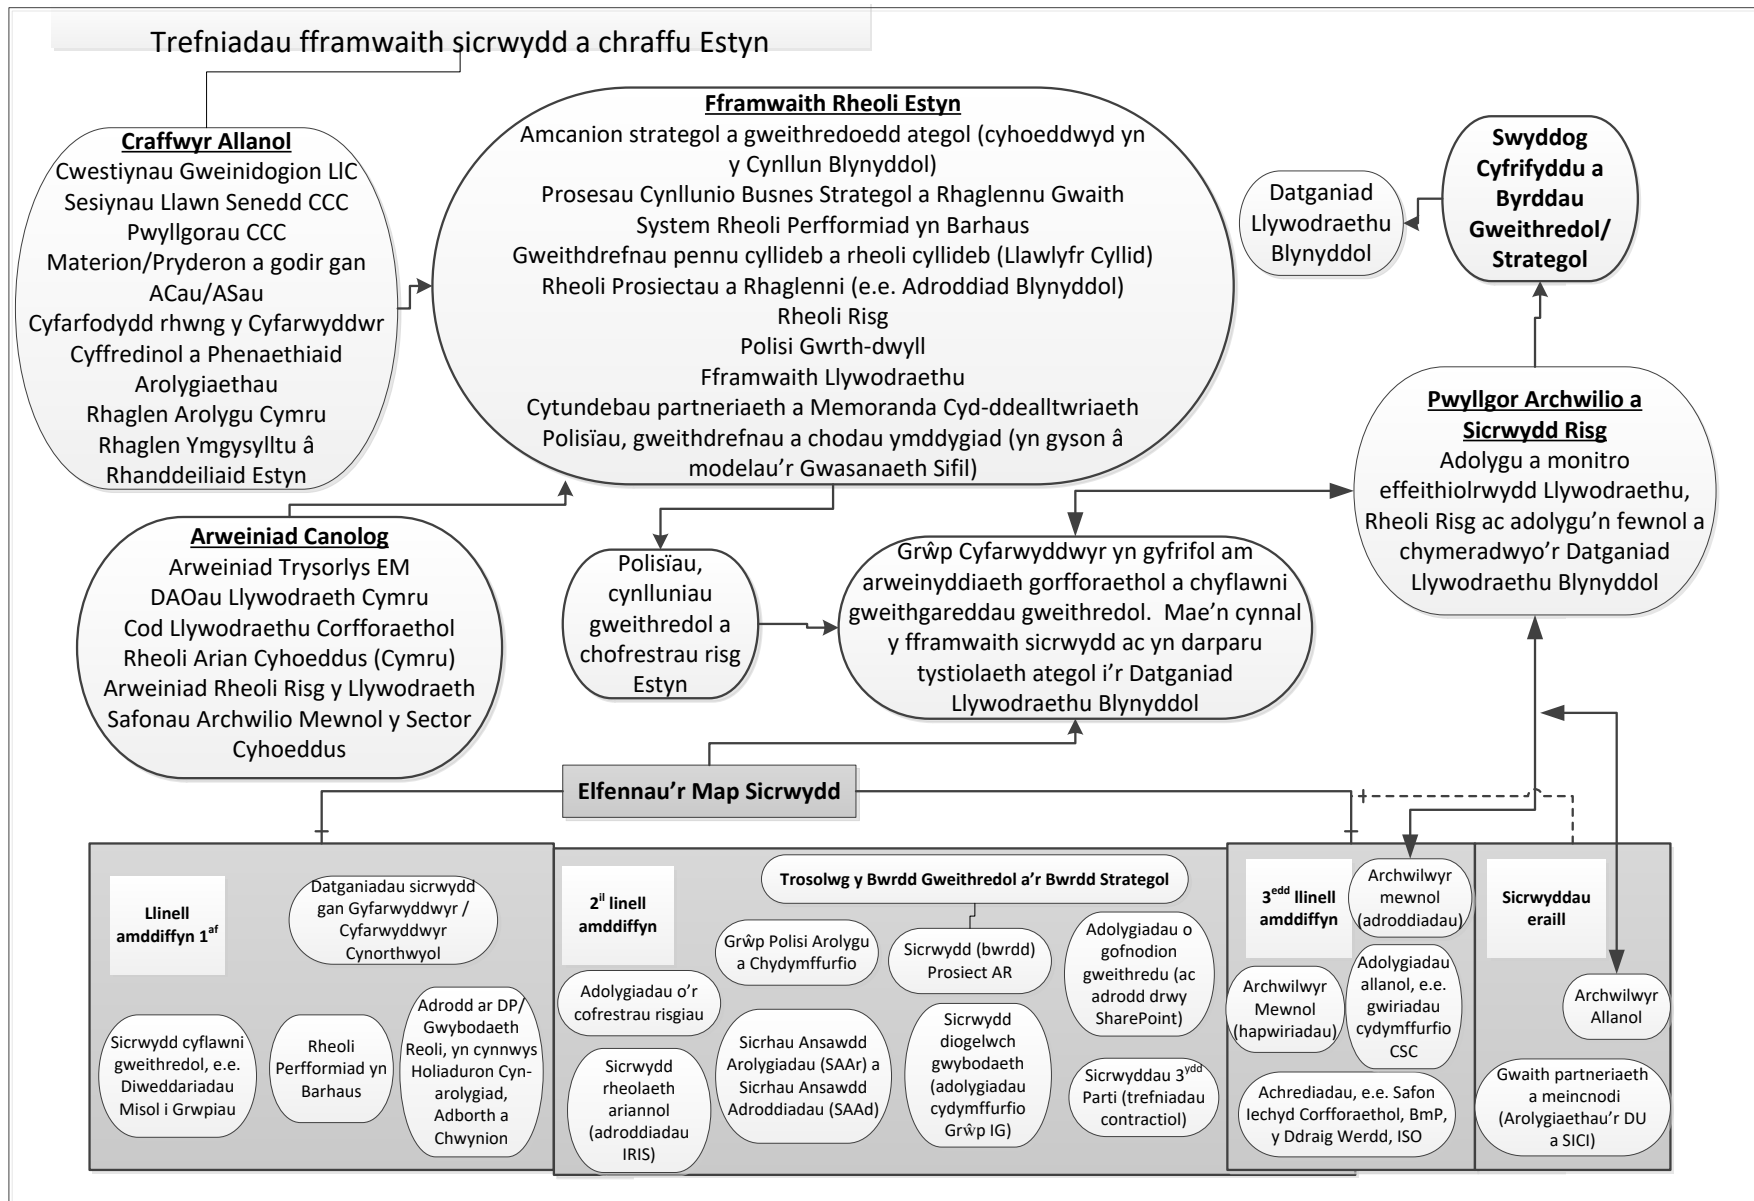 Trefniadau fframwaith sicrwydd a chraffu Estyn
Craffwyr Allanol
Cwestiynau Gweinidogion LlC
Sesiynau Llawn Senedd CCC
Pwyllgorau CCC
Materion/Pryderon a godir gan
ACau/ASau
Cyfarfodydd rhwng y Cyfarwyddwr
Cyffredinol a Phenaethiaid
Arolygiaethau
Rhaglen Arolygu Cymru
Rhaglen Ymgysylltu â
Rhanddeiliaid Estyn
Fframwaith Rheoli Estyn
Amcanion strategol a gweithredoedd ategol (cyhoeddwyd yn
y Cynllun Blynyddol)
Prosesau Cynllunio Busnes Strategol a Rhaglennu Gwaith
System Rheoli Perfformiad yn Barhaus
Gweithdrefnau pennu cyllideb a rheoli cyllideb (Llawlyfr Cyllid)
Rheoli Prosiectau a Rhaglenni (e.e. Adroddiad Blynyddol)
Rheoli Risg
Polisi Gwrth-dwyll
Fframwaith Llywodraethu
Cytundebau partneriaeth a Memoranda Cyd-ddealltwriaeth
Polisïau, gweithdrefnau a chodau ymddygiad (yn gyson â
modelau'r Gwasanaeth Sifil)
Datganiad
Llywodraethu
Blynyddol
Swyddog
Cyfrifyddu a
Byrddau
Gweithredol/
Strategol
Pwyllgor Archwilio a
Sicrwydd Risg
Adolygu a monitro
effeithiolrwydd Llywodraethu,
Rheoli Risg ac adolygu'n fewnol a
chymeradwyo'r Datganiad
Llywodraethu Blynyddol
Arweiniad Canolog
Arweiniad Trysorlys EM
DAOau Llywodraeth Cymru
Cod Llywodraethu Corfforaethol
Rheoli Arian Cyhoeddus (Cymru)
Arweiniad Rheoli Risg y Llywodraeth
Safonau Archwilio Mewnol y Sector
Cyhoeddus
Polisïau,
cynlluniau
gweithredol a
chofrestrau risg
Estyn
Grŵp Cyfarwyddwyr yn gyfrifol am
arweinyddiaeth gorfforaethol a chyflawni
gweithgareddau gweithredol. Mae'n cynnal
y fframwaith sicrwydd ac yn darparu
tystiolaeth ategol i'r Datganiad
Llywodraethu Blynyddol
Elfennau'r Map Sicrwydd
Llinell
amddiffyn 1af
Datganiadau sicrwydd
gan Gyfarwyddwyr /
Cyfarwyddwyr
Cynorthwyol
Sicrwydd cyflawni
gweithredol, e.e.
Diweddariadau
Misol i Grwpiau
Rheoli
Perfformiad yn
Barhaus
Adrodd ar DP/
Gwybodaeth
Reoli, yn cynnwys
Holiaduron Cyn-
arolygiad,
Adborth a
Chwynion
2il linell
amddiffyn
Trosolwg y Bwrdd Gweithredol a'r Bwrdd Strategol
Grŵp Polisi Arolygu
a Chydymffurfio
Sicrwydd (bwrdd)
Prosiect AR
Adolygiadau o
gofnodion
gweithredu (ac
adrodd drwy
SharePoint)
Adolygiadau o'r
cofrestrau risgiau
Sicrwydd
rheolaeth
ariannol
(adroddiadau
IRIS)
Sicrhau Ansawdd
Arolygiadau (SAAr) a
Sicrhau Ansawdd
Adroddiadau (SAAd)
Sicrwydd
diogelwch
gwybodaeth
(adolygiadau
cydymffurfio
Grŵp IG)
Sicrwyddau 3ydd
Parti (trefniadau
contractiol)
3edd llinell
amddiffyn
Archwilwyr
mewnol
(adroddiadau)
Archwilwyr
Mewnol
(hapwiriadau)
Adolygiadau
allanol, e.e.
gwiriadau
cydymffurfio
CSC
Achrediadau, e.e. Safon
Iechyd Corfforaethol, BmP,
y Ddraig Werdd, ISO
Sicrwyddau
eraill
Archwilwyr
Allanol
Gwaith partneriaeth
a meincnodi
(Arolygiaethau'r DU
a SICI)